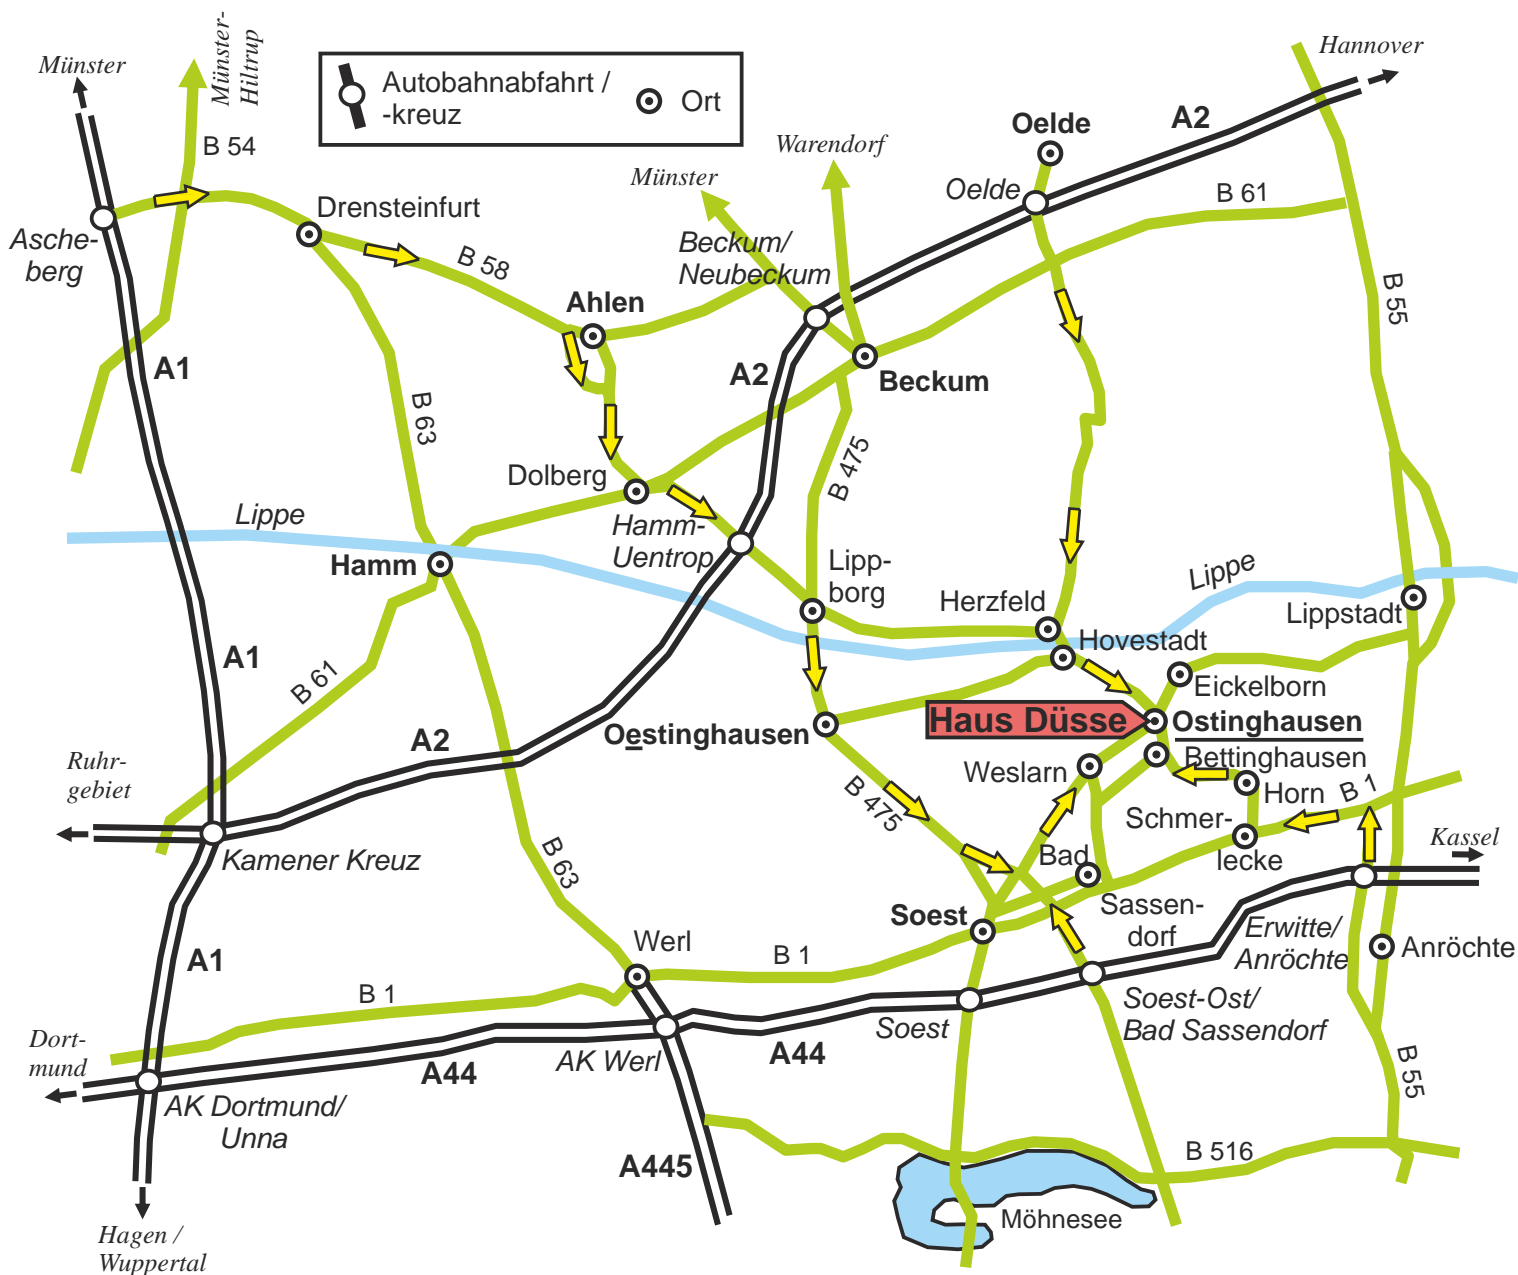 Münster
Münster-
Hiltrup
Autobahnabfahrt /
-kreuz
Ort
Hannover
A2
Oelde
Warendorf
B 54
Münster
Oelde
B 61
Drensteinfurt
Asche-
berg
Beckum/
Neubeckum
B 58
B 55
Ahlen
A1
A2
Beckum
B 63
B 475
Dolberg
Lippe
Hamm-
Uentrop
Hamm
Lipp-
borg
Lippe
Herzfeld
Lippstadt
Hovestadt
A1
B 61
Eickelborn
Haus Düsse
Ostinghausen
Oestinghausen
A2
Bettinghausen
Weslarn
Ruhr-
gebiet
B 475
Horn
B 1
Schmer-
lecke
Kassel
Kamener Kreuz
B 63
Bad
Sassen-
dorf
Soest
Erwitte/
Anröchte
Anröchte
Werl
A1
B 1
B 1
Soest-Ost/
Bad Sassendorf
Soest
Dort-
mund
AK Werl
A44
A44
B 55
AK Dortmund/
Unna
A445
B 516
Möhnesee
Hagen /
Wuppertal